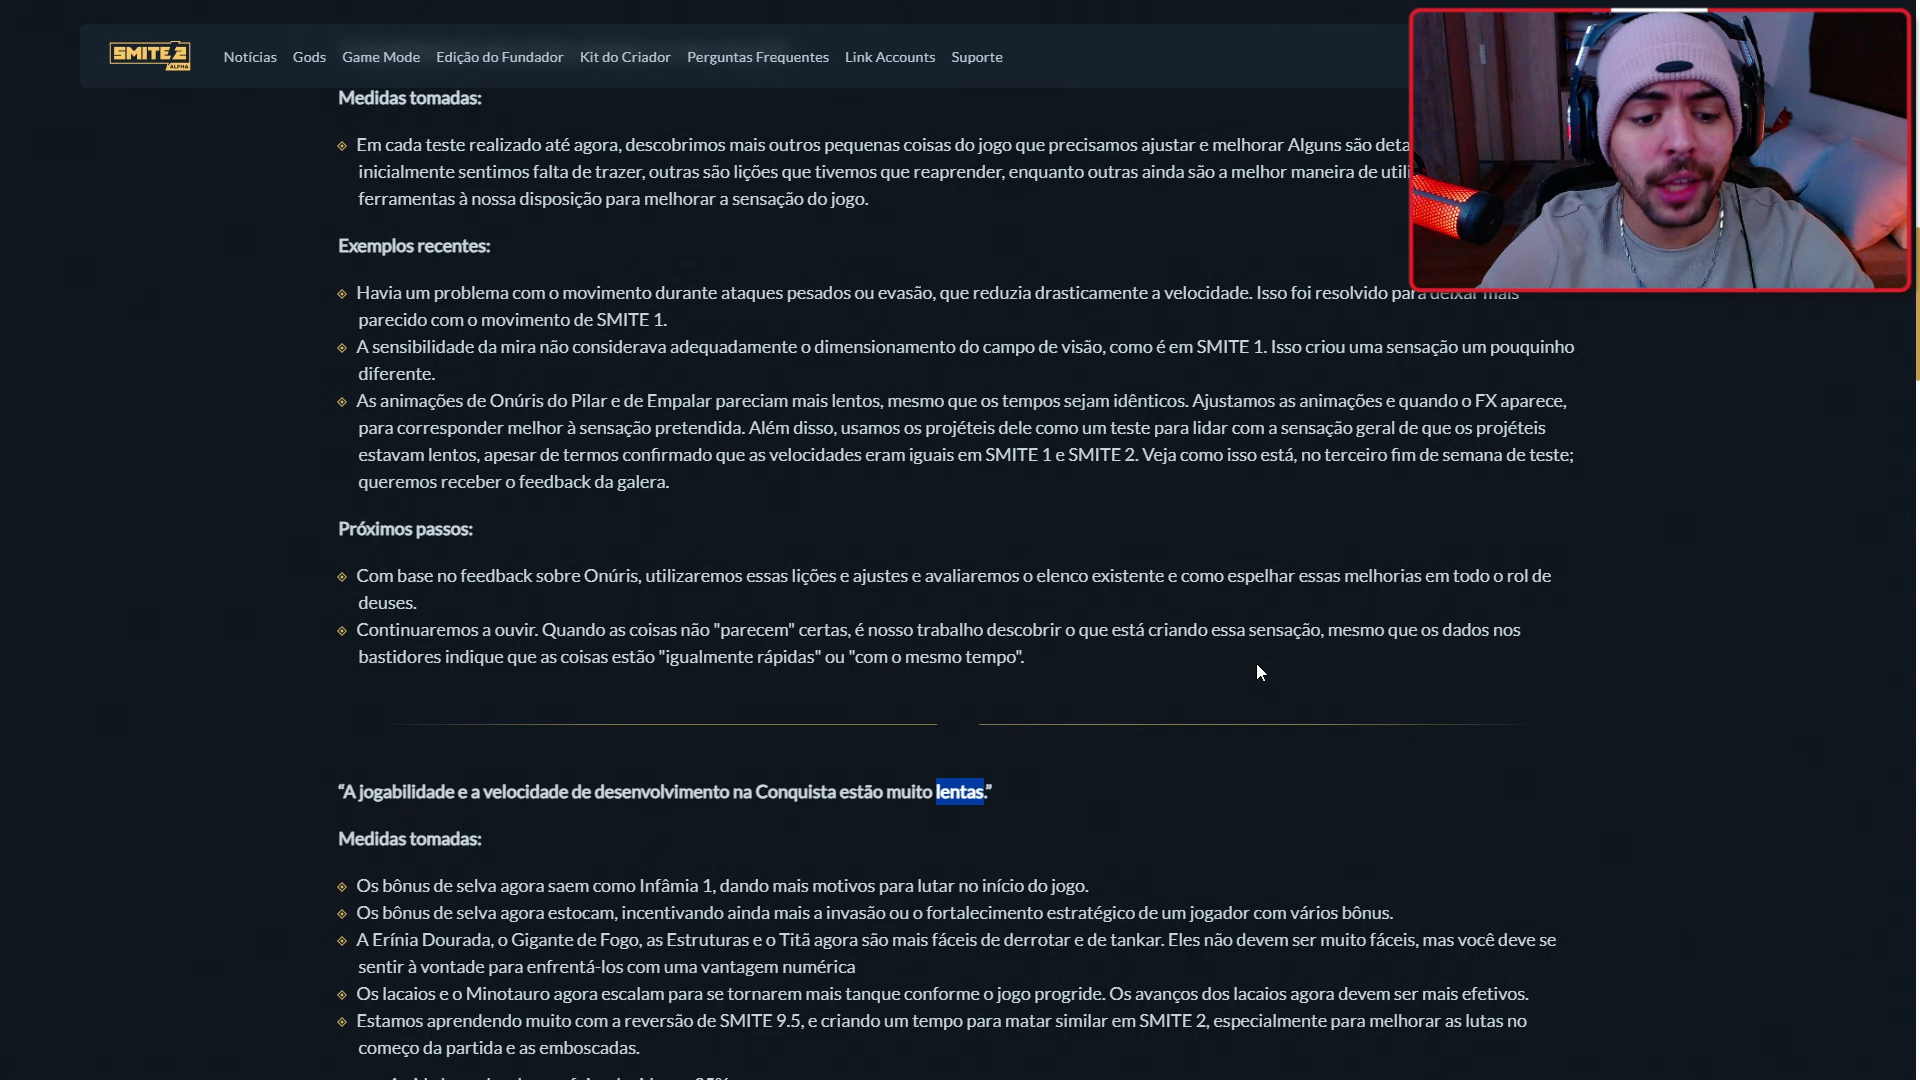 SMITE 2
ALPHA
Notícias Gods Game Mode Edição do Fundador Kit do Criador Perguntas Frequentes Link Accounts Suporte
Medidas tomadas:
Em cada teste realizado até agora, descobrimos mais outros pequenas coisas do jogo que precisamos ajustar e melhorar Alguns são
inicialmente sentimos falta de trazer, outras são lições que tivemos que reaprender, enquanto outras ainda são a melhor maneira de
ferramentas à nossa disposição para melhorar a sensação do jogo.
Exemplos recentes:
Havia um problema com o movimento durante ataques pesados ou evasão, que reduzia drasticamente a velocidade. Isso foi resolvido para deixar mais
parecido com o movimento de SMITE 1.
A sensibilidade da mira não considerava adequadamente o dimensionamento do campo de visão, como é em SMITE 1. Isso criou uma sensação um pouquinho
diferente.
As animações de Onúris do Pilar e de Empalar pareciam mais lentos, mesmo que os tempos sejam idênticos. Ajustamos as animações e quando o FX aparece,
para corresponder melhor à sensação pretendida. Além disso, usamos os projéteis dele como um teste para lidar com a sensação geral de que os projéteis
estavam lentos, apesar de termos confirmado que as velocidades eram iguais em SMITE 1 e SMITE 2. Veja como isso está, no terceiro fim de semana de teste;
queremos receber o feedback da galera.
Próximos passos:
Com base no feedback sobre Onúris, utilizaremos essas lições e ajustes e avaliaremos o elenco existente e como espelhar essas melhorias em todo o rol de
deuses.
Continuaremos a ouvir. Quando as coisas não "parecem" certas, é nosso trabalho descobrir o que está criando essa sensação, mesmo que os dados nos
bastidores indique que as coisas estão "igualmente rápidas" ou "com o mesmo tempo".
“A jogabilidade e a velocidade de desenvolvimento na Conquista estão muito lentas.”
Medidas tomadas:
Os bônus de selva agora saem como Infâmia 1, dando mais motivos para lutar no início do jogo.
Os bônus de selva agora estocam, incentivando ainda mais a invasão ou o fortalecimento estratégico de um jogador com vários bônus.
A Erínia Dourada, o Gigante de Fogo, as Estruturas e o Titã agora são mais fáceis de derrotar e de tankar. Eles não devem ser muito fáceis, mas você deve se
sentir à vontade para enfrentá-los com uma vantagem numérica
Os lacaios e o Minotauro agora escalam para se tornarem mais tanque conforme o jogo progride. Os avanços dos lacaios agora devem ser mais efetivos.
Estamos aprendendo muito com a reversão de SMITE 9.5, e criando um tempo para matar similar em SMITE 2, especialmente para melhorar as lutas no
começo da partida e as emboscadas.